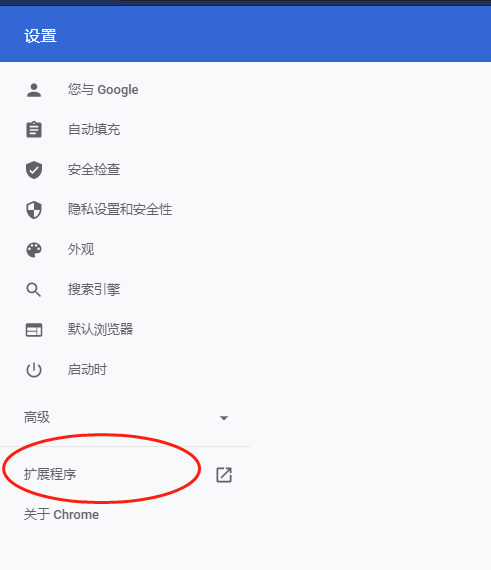 设置
您与 Google
自动填充
安全检查
隐私设置和安全性
外观
搜索引擎
默认浏览器
启动时
高级
扩展程序
关于 Chrome